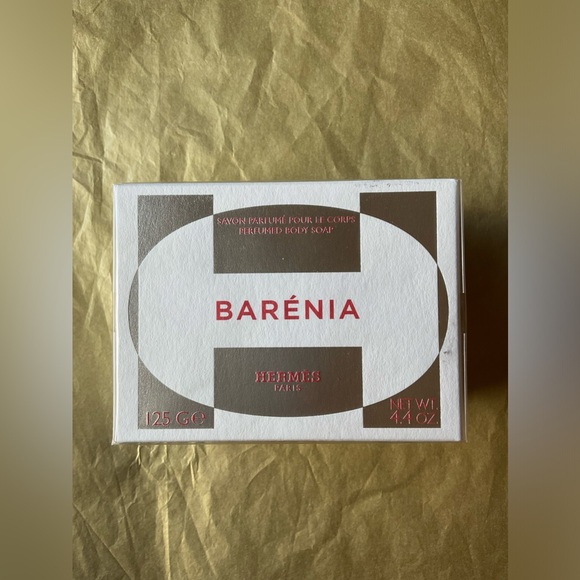 SAVON PARFUMÉ POUR LE CORPS
PERFUMED BODY SOAP
BARÉNIA
HERMÈS
PARIS
125 G ℮
NET WT.
4.4 OZ.